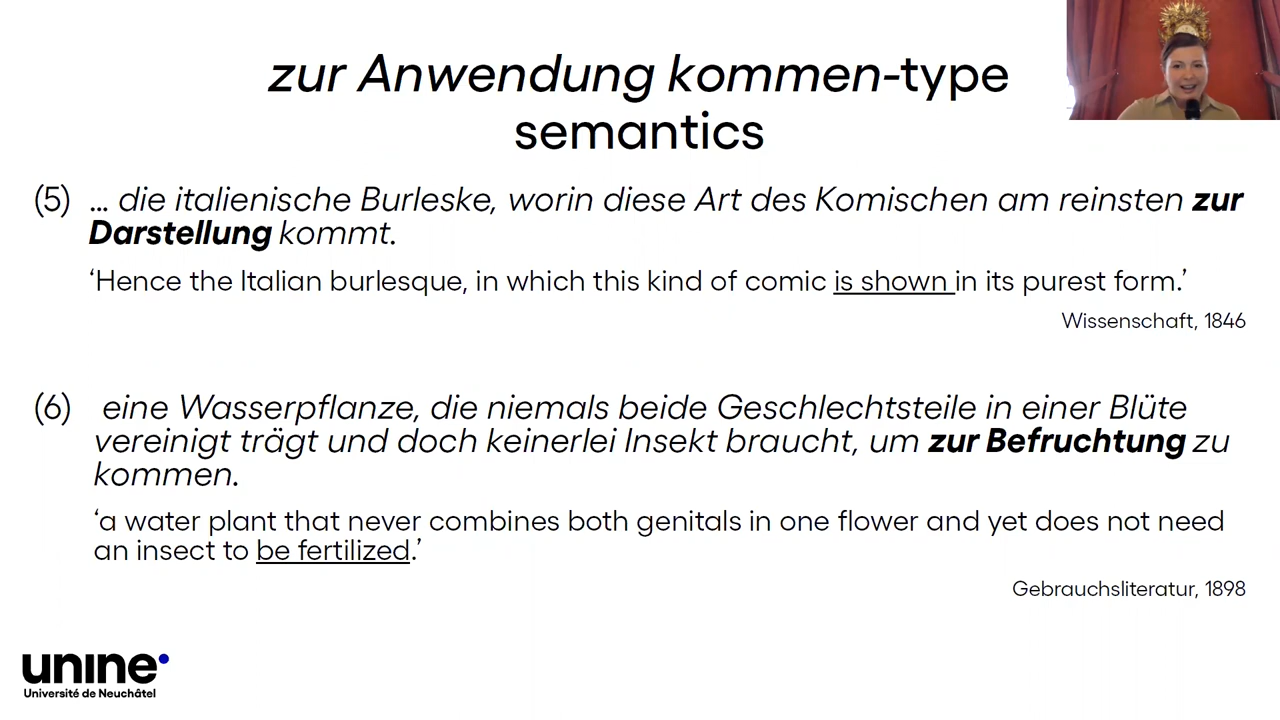 zur Anwendung kommen-type
semantics
(5) … die italienische Burleske, worin diese Art des Komischen am reinsten zur
Darstellung kommt.
‘Hence the Italian burlesque, in which this kind of comic is shown in its purest form.’
Wissenschaft, 1846
(6) eine Wasserpflanze, die niemals beide Geschlechtsteile in einer Blüte
vereinigt trägt und doch keinerlei Insekt braucht, um zur Befruchtung zu
kommen.
‘a water plant that never combines both genitals in one flower and yet does not need
an insect to be fertilized.’
Gebrauchsliteratur, 1898
unine
Université de Neuchâtel